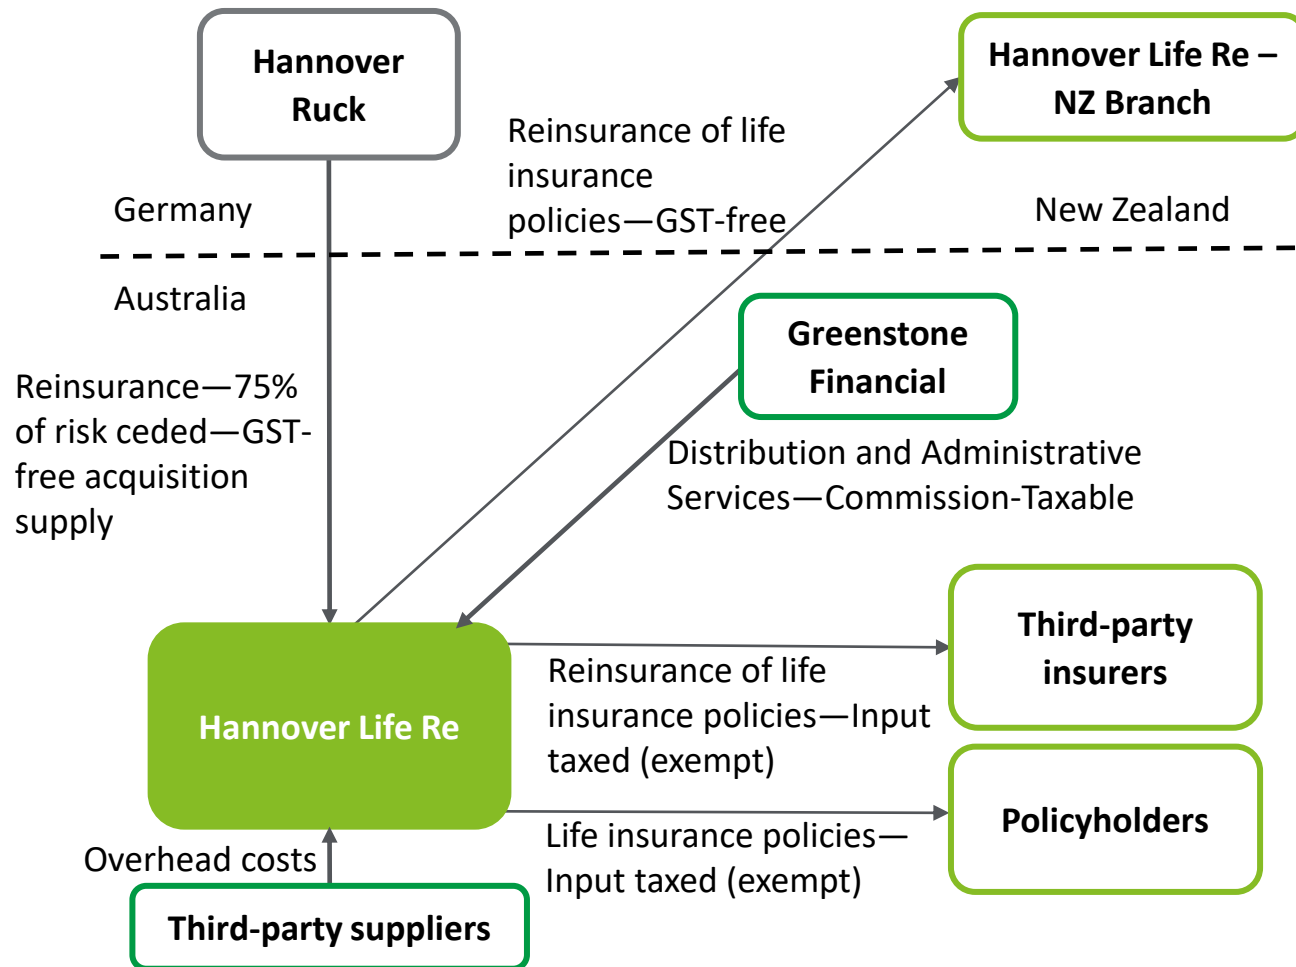 Hannover
Ruck
Hannover Life Re –
NZ Branch
Reinsurance of life
insurance
policies—GST-free
Germany
New Zealand
Australia
Greenstone
Financial
Reinsurance—75%
of risk ceded—GST-
free acquisition
supply
Distribution and Administrative
Services—Commission-Taxable
Third-party
insurers
Hannover Life Re
Reinsurance of life
insurance policies—Input
taxed (exempt)
Policyholders
Life insurance policies—
Input taxed (exempt)
Overhead costs
Third-party suppliers